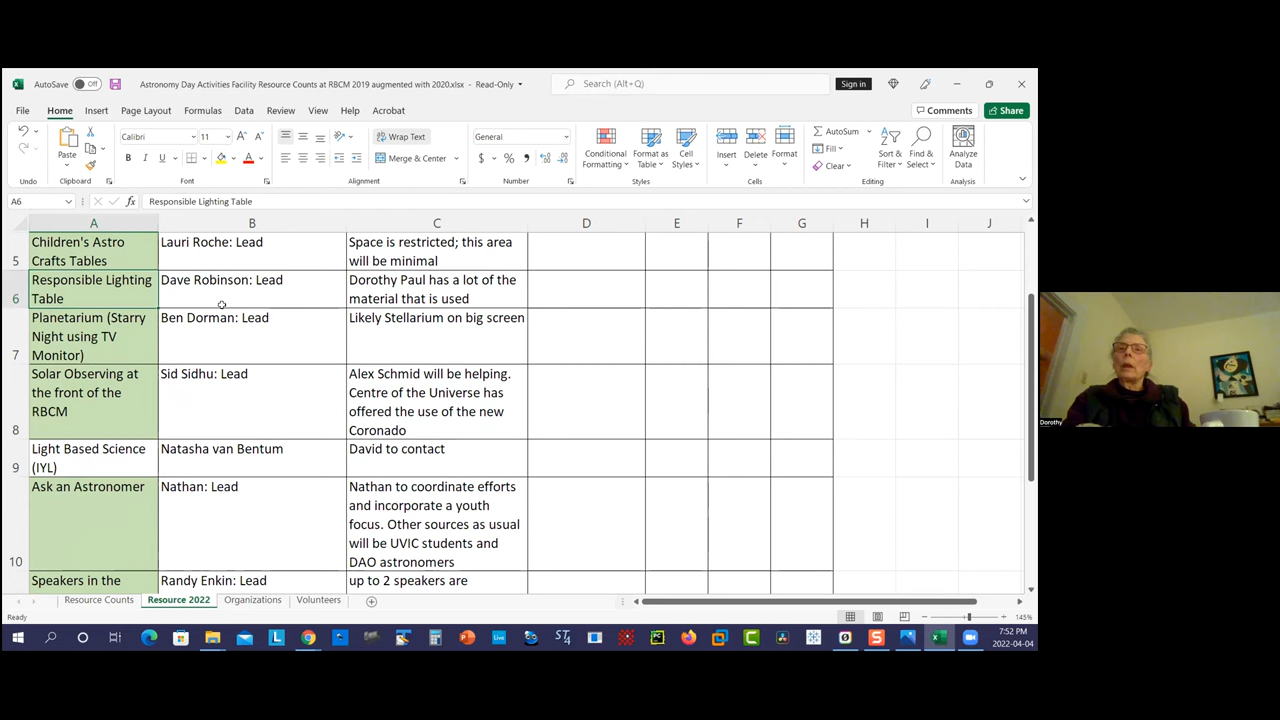 AutoSave Off Astronomy Day Activities Facility Resource Counts at RBCM 2019 augmented with 2020.xlsx - Read-Only Search (Alt+Q) Sign in
File Home Insert Page Layout Formulas Data Review View Help Acrobat Comments Share
Calibri 11 Wrap Text General AutoSum
Paste B I U A Merge & Center $ % Conditional Formatting Format as Table Cell Styles Insert Delete Format Fill Clear Sort & Filter Find & Select Analyze Data
Undo Clipboard Font Alignment Number Styles Cells Editing Analysis
A6 fx Responsible Lighting Table
A B C D E F G H I J
5
Children's Astro
Crafts Tables
Lauri Roche: Lead
Space is restricted; this area
will be minimal
6
Responsible Lighting
Table
Dave Robinson: Lead
Dorothy Paul has a lot of the
material that is used
7
Planetarium (Starry
Night using TV
Monitor)
Ben Dorman: Lead
Likely Stellarium on big screen
8
Solar Observing at
the front of the
RBCM
Sid Sidhu: Lead
Alex Schmid will be helping.
Centre of the Universe has
offered the use of the new
Coronado
9
Light Based Science
(IYL)
Natasha van Bentum
David to contact
10
Ask an Astronomer
Nathan: Lead
Nathan to coordinate efforts
and incorporate a youth
focus. Other sources as usual
will be UVIC students and
DAO astronomers
Speakers in the
Randy Enkin: Lead
up to 2 speakers are
Resource Counts Resource 2022 Organizations Volunteers
Ready 145%
7:52 PM
2022-04-04
Dorothy